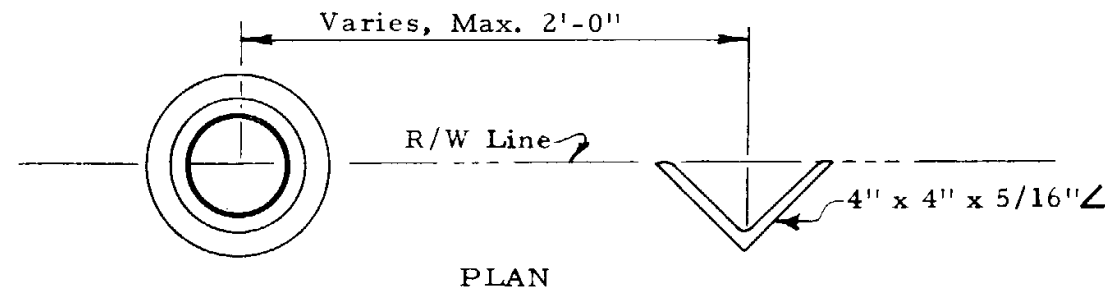 Varies, Max. 2'-0"
R/W Line
4" x 4" x 5/16"∠
PLAN